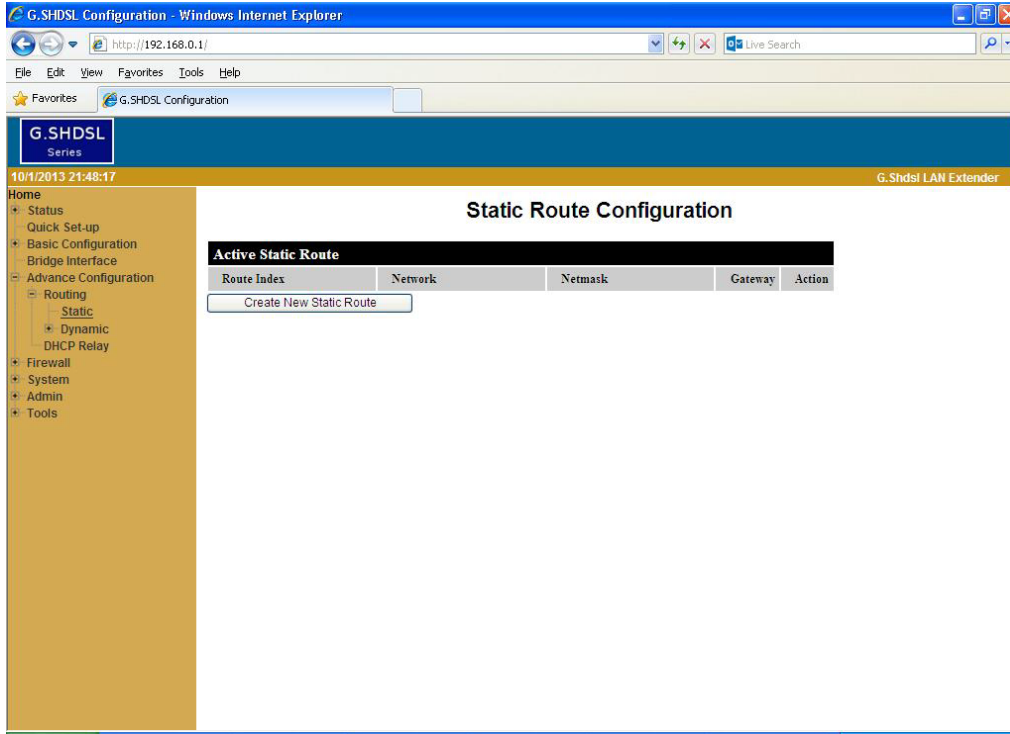 G.SHDSL Configuration - Windows Internet Explorer
http://192.168.0.1/
Live Search
File Edit View Favorites Tools Help
Favorites
G.SHDSL Configuration
G.SHDSL
Series
10/1/2013 21:48:17
G.Shdsl LAN Extender
Home
Status
Quick Set-up
Basic Configuration
Bridge Interface
Advance Configuration
Routing
Static
Dynamic
DHCP Relay
Firewall
System
Admin
Tools
Static Route Configuration
Active Static Route
Route Index Network Netmask Gateway Action
Create New Static Route